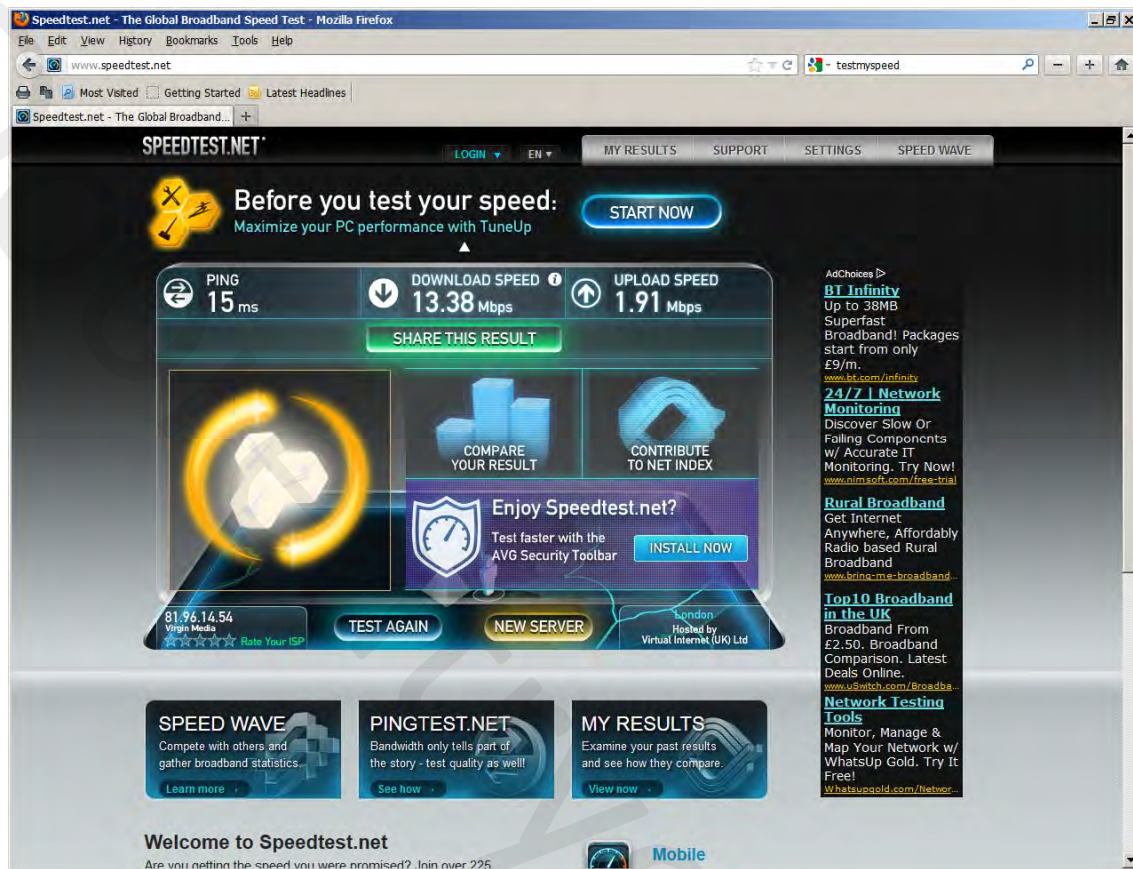 Speedtest.net - The Global Broadband Speed Test - Mozilla Firefox
File Edit View History Bookmarks Tools Help
www.speedtest.net
testmyspeed
Most Visited Getting Started Latest Headlines
Speedtest.net - The Global Broadband... +
SPEEDTEST.NET
LOGIN EN MY RESULTS SUPPORT SETTINGS SPEED WAVE
Before you test your speed:
Maximize your PC performance with TuneUp
START NOW
PING
15 ms
DOWNLOAD SPEED
13.38 Mbps
UPLOAD SPEED
1.91 Mbps
SHARE THIS RESULT
COMPARE
YOUR RESULT
CONTRIBUTE
TO NET INDEX
Enjoy Speedtest.net?
Test faster with the
AVG Security Toolbar
INSTALL NOW
81.96.14.54
Virgin Media
Rate Your ISP
TEST AGAIN
NEW SERVER
London
Hosted by
Virtual Internet (UK) Ltd
AdChoices
BT Infinity
Up to 38MB
Superfast
Broadband! Packages
start from only
£9/m.
www.bt.com/infinity
24/7 | Network
Monitoring
Discover Slow Or
Failing Components
w/ Accurate IT
Monitoring. Try Now!
www.nimsoft.com/free-trial
Rural Broadband
Get Internet
Anywhere, Affordably
Radio based Rural
Broadband
www.bring-me-broadband...
Top10 Broadband
in the UK
Broadband From
£2.50. Broadband
Comparison. Latest
Deals Online.
www.uSwitch.com/Broadba...
Network Testing
Tools
Monitor, Manage &
Map Your Network w/
WhatsUp Gold. Try It
Free!
Whatsupgold.com/Networ...
SPEED WAVE
Compete with others and
gather broadband statistics.
Learn more
PINGTEST.NET
Bandwidth only tells part of
the story - test quality as well!
See how
MY RESULTS
Examine your past results
and see how they compare.
View now
Welcome to Speedtest.net
Are you getting the speed you were promised? Join over 225
Mobile